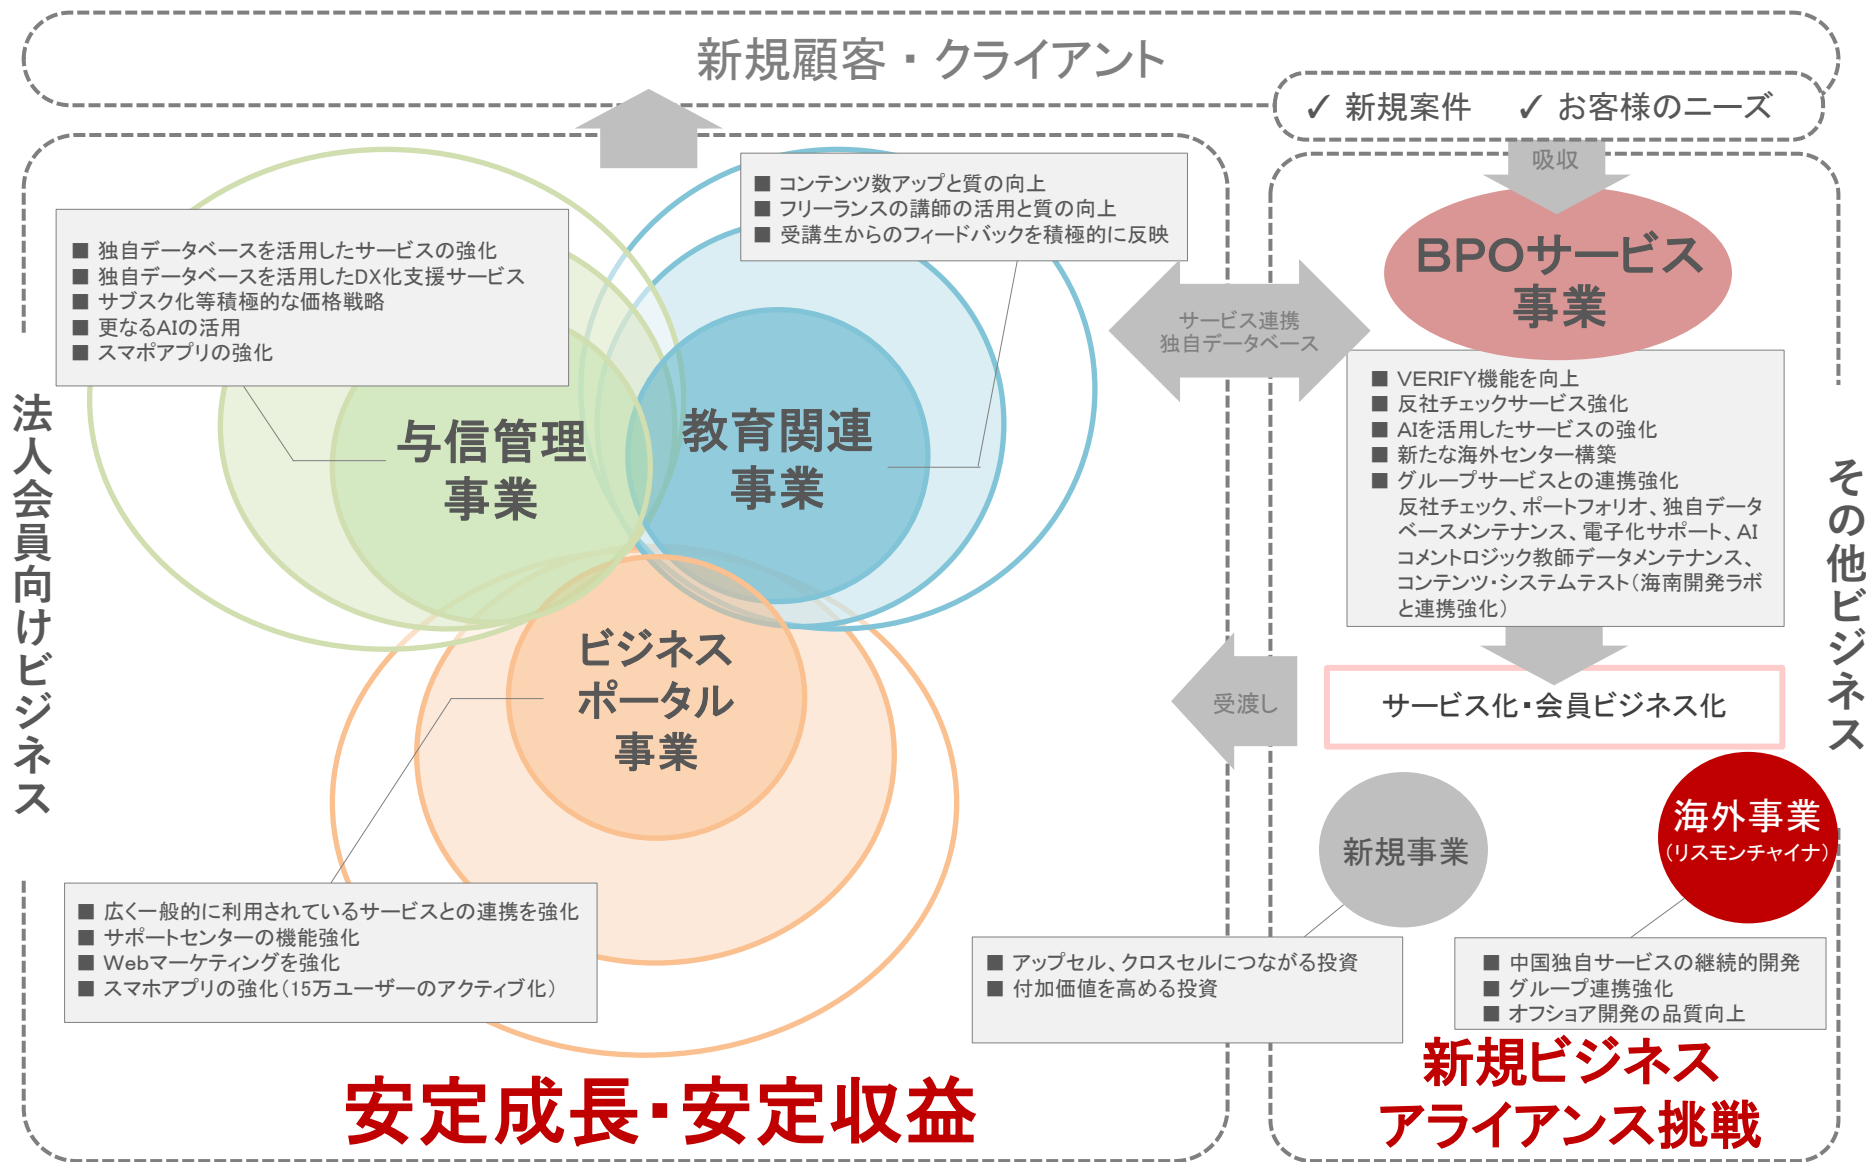 新規顧客・クライアント
✓ 新規案件 ✓ お客様のニーズ
吸収
法人会員向けビジネス
■ 独自データベースを活用したサービスの強化
■ 独自データベースを活用したDX化支援サービス
■ サブスク化等積極的な価格戦略
■ 更なるAIの活用
■ スマポアプリの強化
■ コンテンツ数アップと質の向上
■ フリーランスの講師の活用と質の向上
■ 受講生からのフィードバックを積極的に反映
与信管理
事業
教育関連
事業
ビジネス
ポータル
事業
■ 広く一般的に利用されているサービスとの連携を強化
■ サポートセンターの機能強化
■ Webマーケティングを強化
■ スマホアプリの強化（15万ユーザーのアクティブ化）
安定成長・安定収益
サービス連携
独自データベース
受渡し
BPOサービス
事業
■ VERIFY機能を向上
■ 反社チェックサービス強化
■ AIを活用したサービスの強化
■ 新たな海外センター構築
■ グループサービスとの連携強化
反社チェック、ポートフォリオ、独自データ
ベースメンテナンス、電子化サポート、AI
コメントロジック教師データメンテナンス、
コンテンツ・システムテスト（海南開発ラボ
と連携強化）
サービス化・会員ビジネス化
新規事業
海外事業
（リスモンチャイナ）
■ アップセル、クロスセルにつながる投資
■ 付加価値を高める投資
■ 中国独自サービスの継続的開発
■ グループ連携強化
■ オフショア開発の品質向上
新規ビジネス
アライアンス挑戦
その他ビジネス